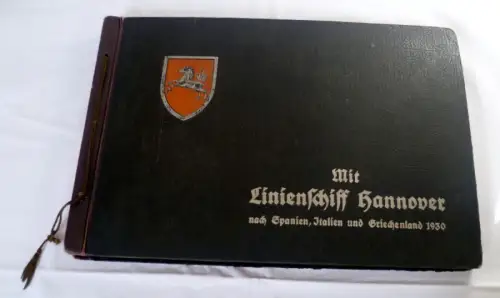 Mit
Linienschiff Hannover
nach Spanien, Italien und Griechenland 1930